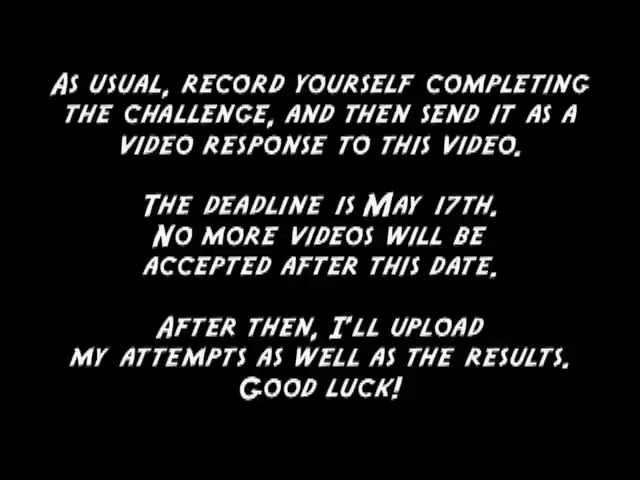 As usual, record yourself completing
the challenge, and then send it as a
video response to this video.
The deadline is May 17th.
No more videos will be
accepted after this date.
After then, I'll upload
my attempts as well as the results.
Good luck!